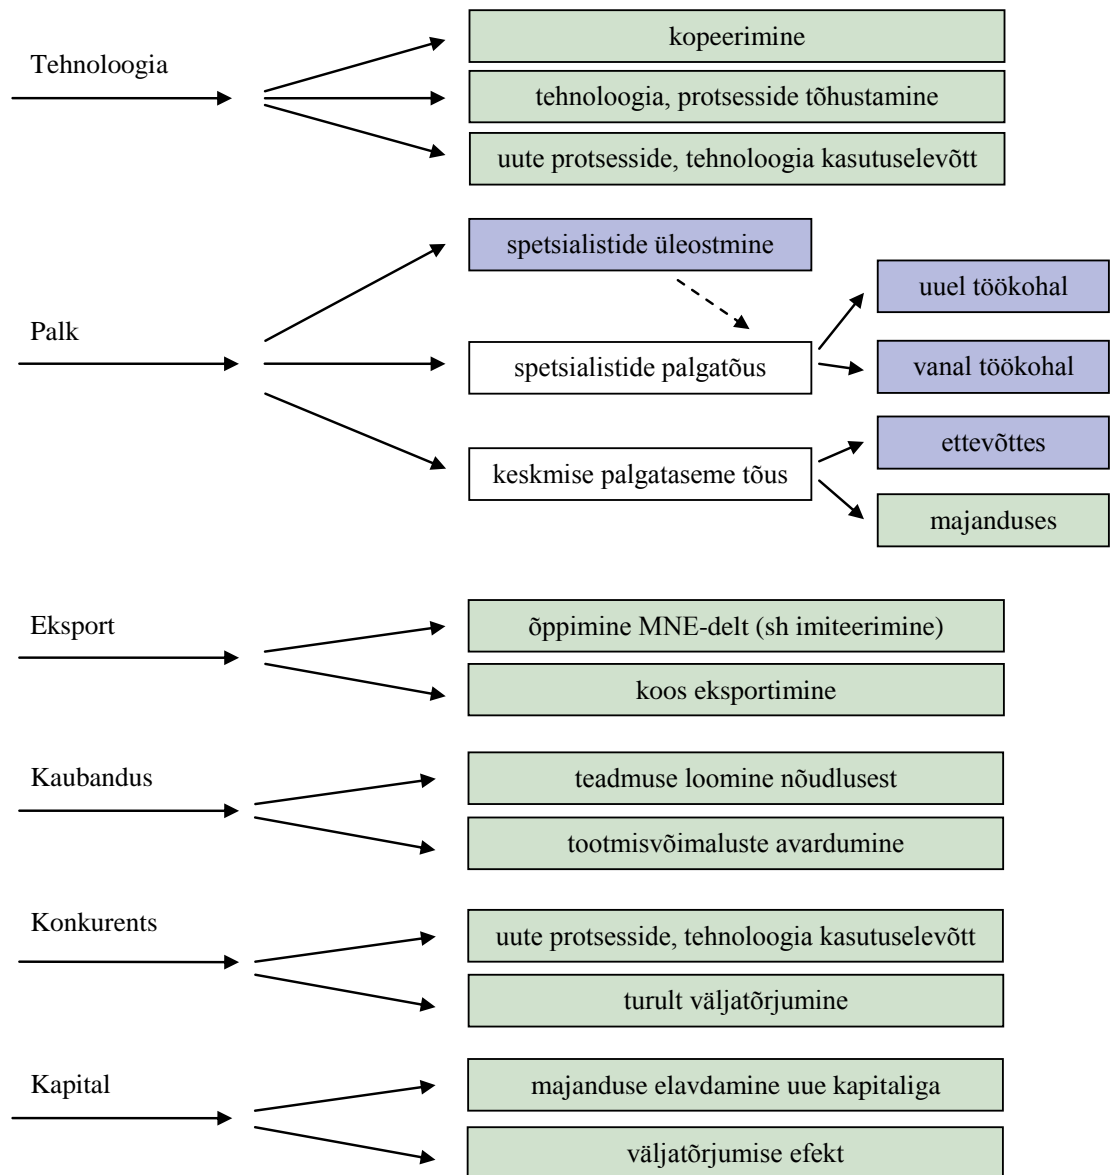 Tehnoloogia
kopeerimine
tehnoloogia, protsesside tõhustamine
uute protsesside, tehnoloogia kasutuselevõtt
Palk
spetsialistide üleostmine
spetsialistide palgatõus
uuel töökohal
vanal töökohal
keskmise palgataseme tõus
ettevõttes
majanduses
Eksport
õppimine MNE-delt (sh imiteerimine)
koos eksportimine
Kaubandus
teadmuse loomine nõudlusest
tootmisvõimaluste avardumine
Konkurents
uute protsesside, tehnoloogia kasutuselevõtt
turult väljatõrjumine
Kapital
majanduse elavdamine uue kapitaliga
väljatõrjumise efekt